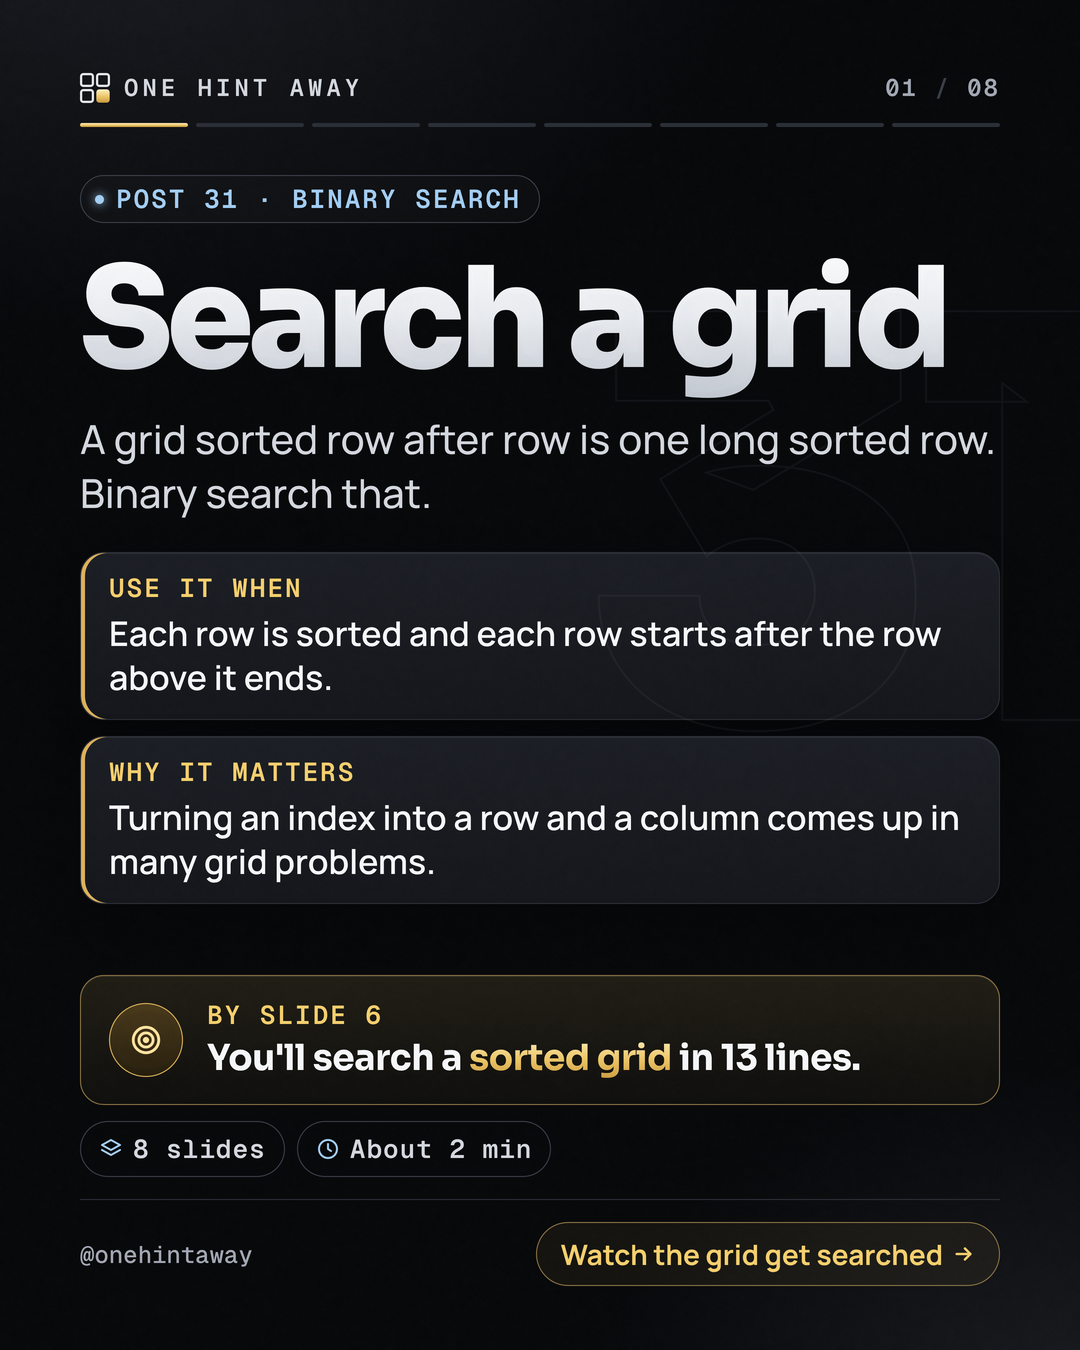 ONE HINT AWAY
01 / 08
POST 31 · BINARY SEARCH
Search a grid
A grid sorted row after row is one long sorted row.
Binary search that.
USE IT WHEN
Each row is sorted and each row starts after the row
above it ends.
WHY IT MATTERS
Turning an index into a row and a column comes up in
many grid problems.
BY SLIDE 6
You'll search a sorted grid in 13 lines.
8 slides
About 2 min
@onehintaway
Watch the grid get searched →
31